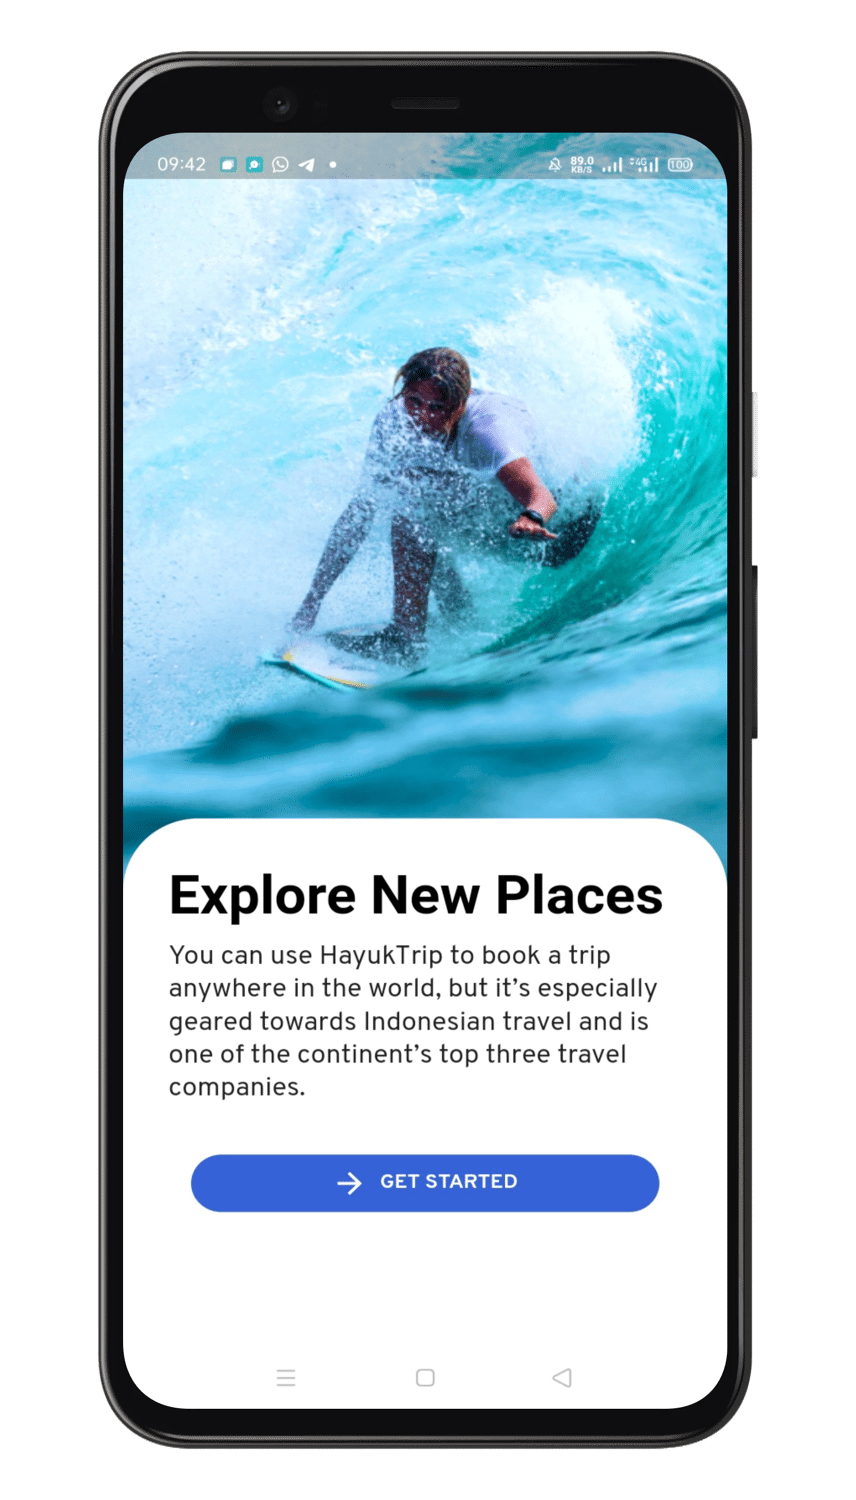 09:42
89.0
KB/S
4G
100
Explore New Places
You can use HayukTrip to book a trip
anywhere in the world, but it’s especially
geared towards Indonesian travel and is
one of the continent’s top three travel
companies.
GET STARTED